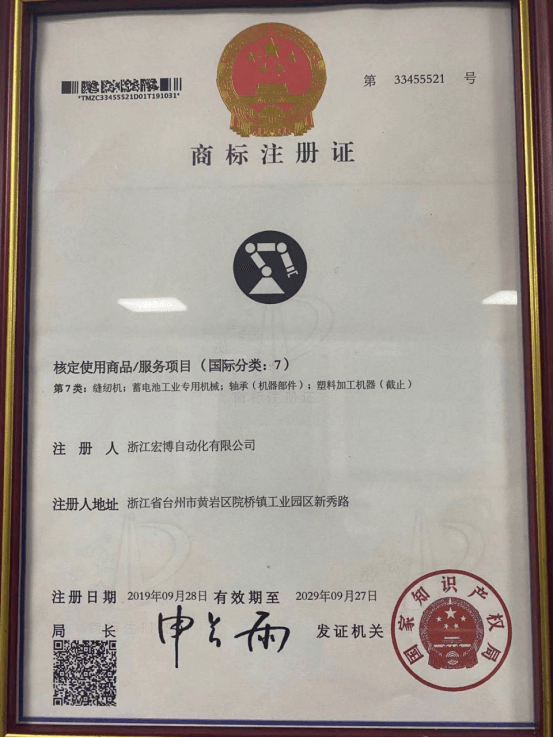 第 33455521 号
*TMZC33455521D01T191031*
商标注册证
核定使用商品/服务项目（国际分类：7）
第7类：缝纫机；蓄电池工业专用机械；轴承（机器部件）；塑料加工机器（截止）
注册人 浙江宏博自动化有限公司
注册人地址 浙江省台州市黄岩区院桥镇工业园区新秀路
注册日期 2019年09月28日 有效期至 2029年09月27日
局长 申长雨 发证机关
国家知识产权局